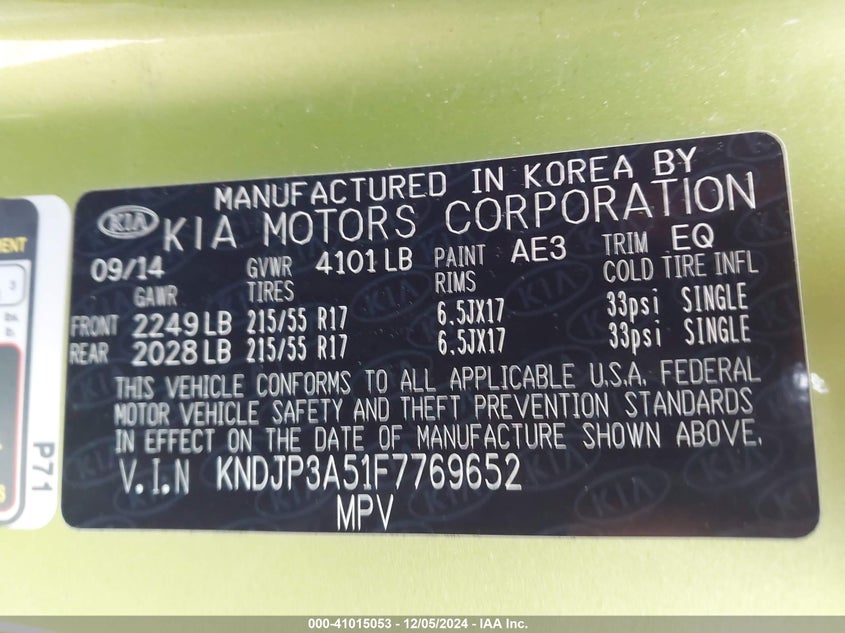 MANUFACTURED IN KOREA BY
KIA KIA MOTORS CORPORATION
09/14 GVWR 4101 LB PAINT AE3 TRIM EQ
GAWR TIRES RIMS COLD TIRE INFL
FRONT 2249 LB 215/55 R17 6.5JX17 33psi SINGLE
REAR 2028 LB 215/55 R17 6.5JX17 33psi SINGLE
THIS VEHICLE CONFORMS TO ALL APPLICABLE U.S.A. FEDERAL
MOTOR VEHICLE SAFETY AND THEFT PREVENTION STANDARDS
IN EFFECT ON THE DATE OF MANUFACTURE SHOWN ABOVE.
V.I.N KNDJP3A51F7769652
MPV
P71
000-41015053 - 12/05/2024 - IAA Inc.